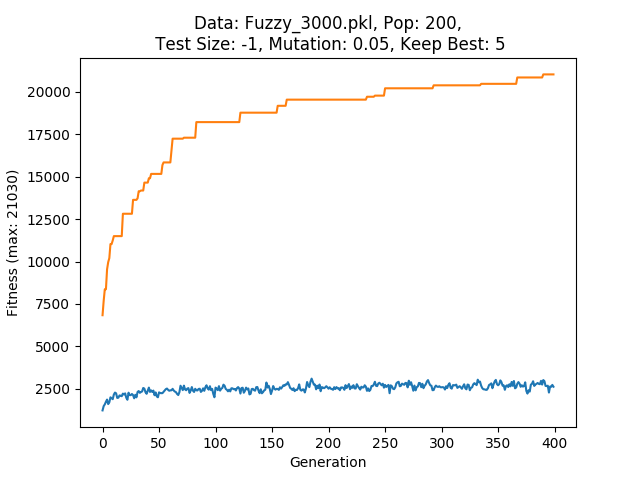 Data: Fuzzy_3000.pkl, Pop: 200,
Test Size: -1, Mutation: 0.05, Keep Best: 5
20000
17500
15000
12500
10000
7500
5000
2500
Fitness (max: 21030)
0 50 100 150 200 250 300 350 400
Generation